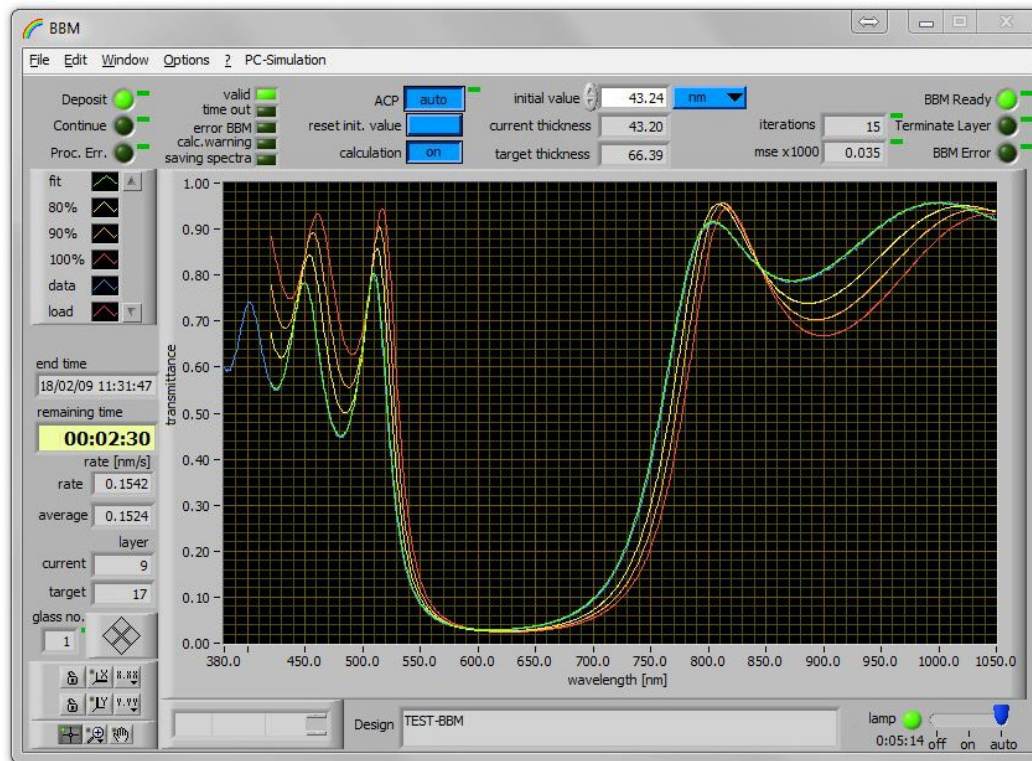 BBM
File Edit Window Options ? PC-Simulation
Deposit
Continue
Proc. Err.
valid
time out
error BBM
calc.warning
saving spectra
ACP auto
reset init. value
calculation on
initial value 43.24 nm
current thickness 43.20
target thickness 66.39
iterations 15
mse x1000 0.035
BBM Ready
Terminate Layer
BBM Error
fit
80%
90%
100%
data
load
end time
18/02/09 11:31:47
remaining time
00:02:30
rate [nm/s]
rate 0.1542
average 0.1524
layer
current 9
target 17
glass no.
1
transmittance
1.00
0.90
0.80
0.70
0.60
0.50
0.40
0.30
0.20
0.10
0.00
380.0 450.0 500.0 550.0 600.0 650.0 700.0 750.0 800.0 850.0 900.0 950.0 1000.0 1050.0
wavelength [nm]
X X.XX
Y Y.YY
Design TEST-BBM
lamp
0:05:14 off on auto